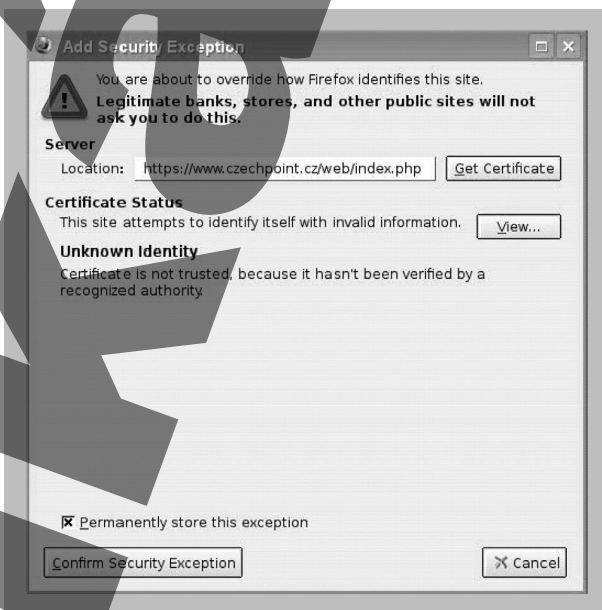 Add Security Exception
You are about to override how Firefox identifies this site.
Legitimate banks, stores, and other public sites will not
ask you to do this.
Server
Location: https://www.czechpoint.cz/web/index.php Get Certificate
Certificate Status
This site attempts to identify itself with invalid information. View...
Unknown Identity
Certificate is not trusted, because it hasn't been verified by a
recognized authority.
Permanently store this exception
Confirm Security Exception Cancel